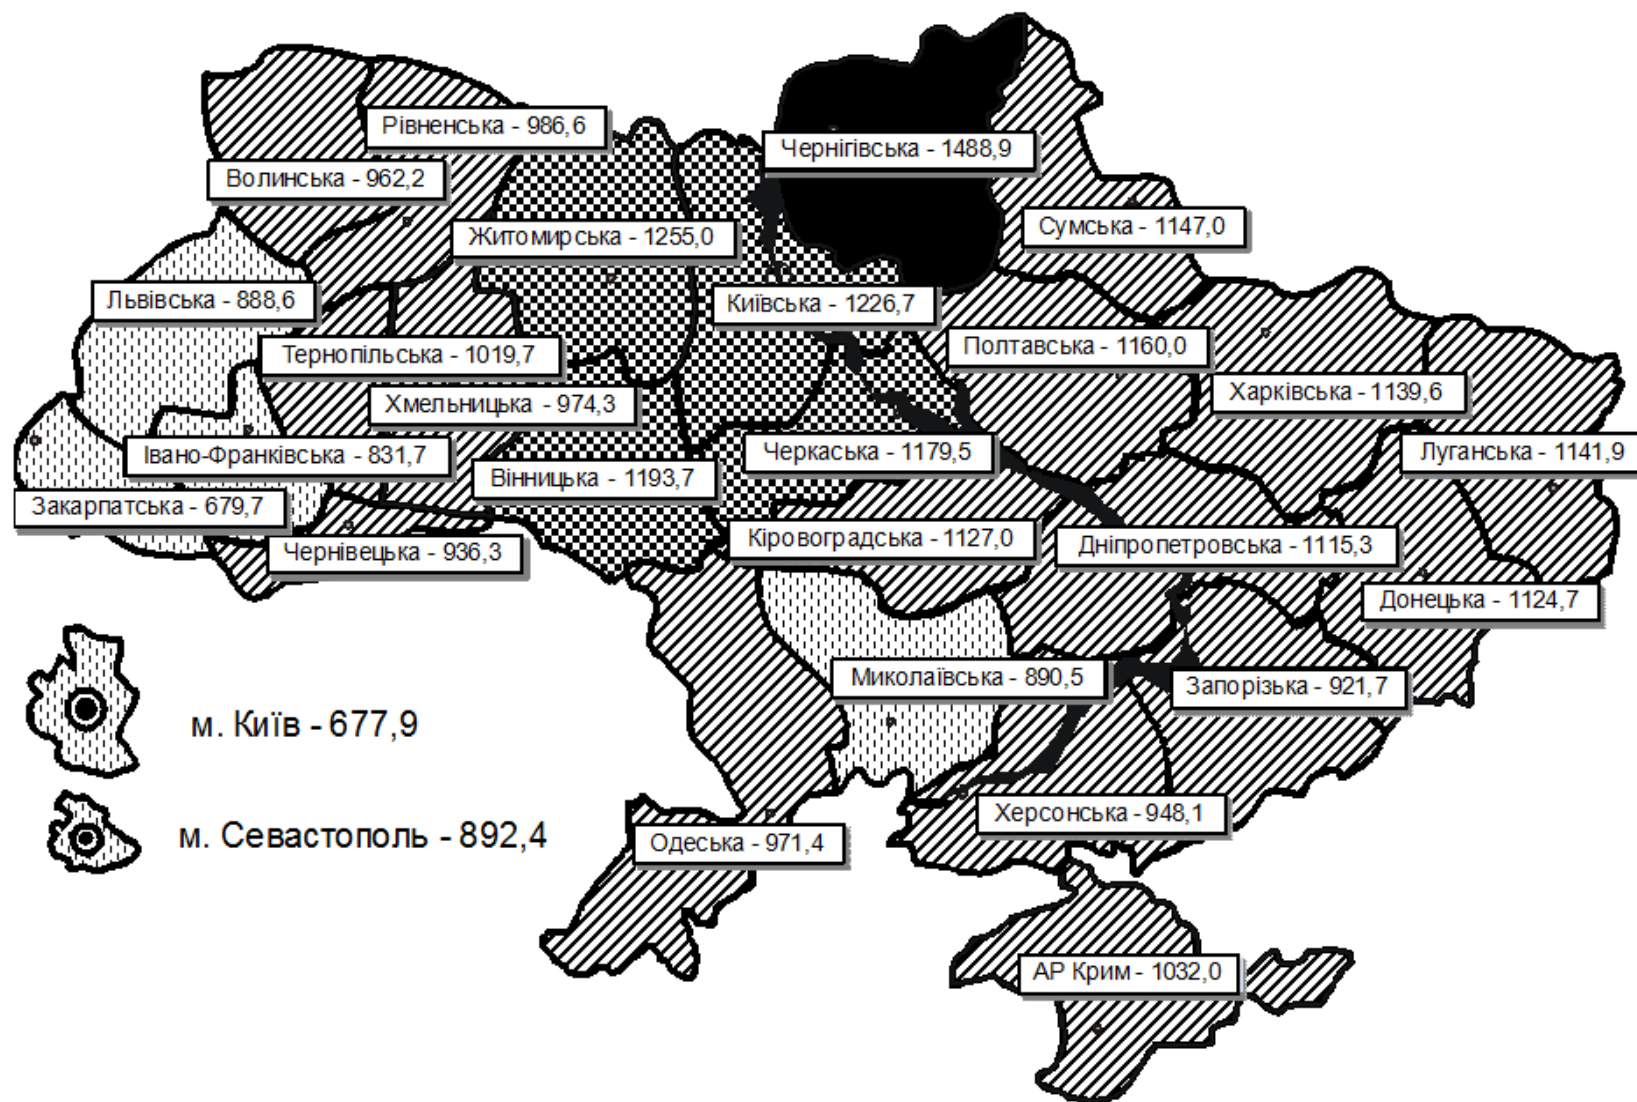 Рівненська - 986,6
Чернігівська - 1488,9
Волинська - 962,2
Житомирська - 1255,0
Сумська - 1147,0
Львівська - 888,6
Київська - 1226,7
Тернопільська - 1019,7
Полтавська - 1160,0
Хмельницька - 974,3
Харківська - 1139,6
Івано-Франківська - 831,7
Черкаська - 1179,5
Луганська - 1141,9
Вінницька - 1193,7
Закарпатська - 679,7
Чернівецька - 936,3
Кіровоградська - 1127,0
Дніпропетровська - 1115,3
Донецька - 1124,7
Миколаївська - 890,5
Запорізька - 921,7
м. Київ - 677,9
Херсонська - 948,1
м. Севастополь - 892,4
Одеська - 971,4
АР Крим - 1032,0